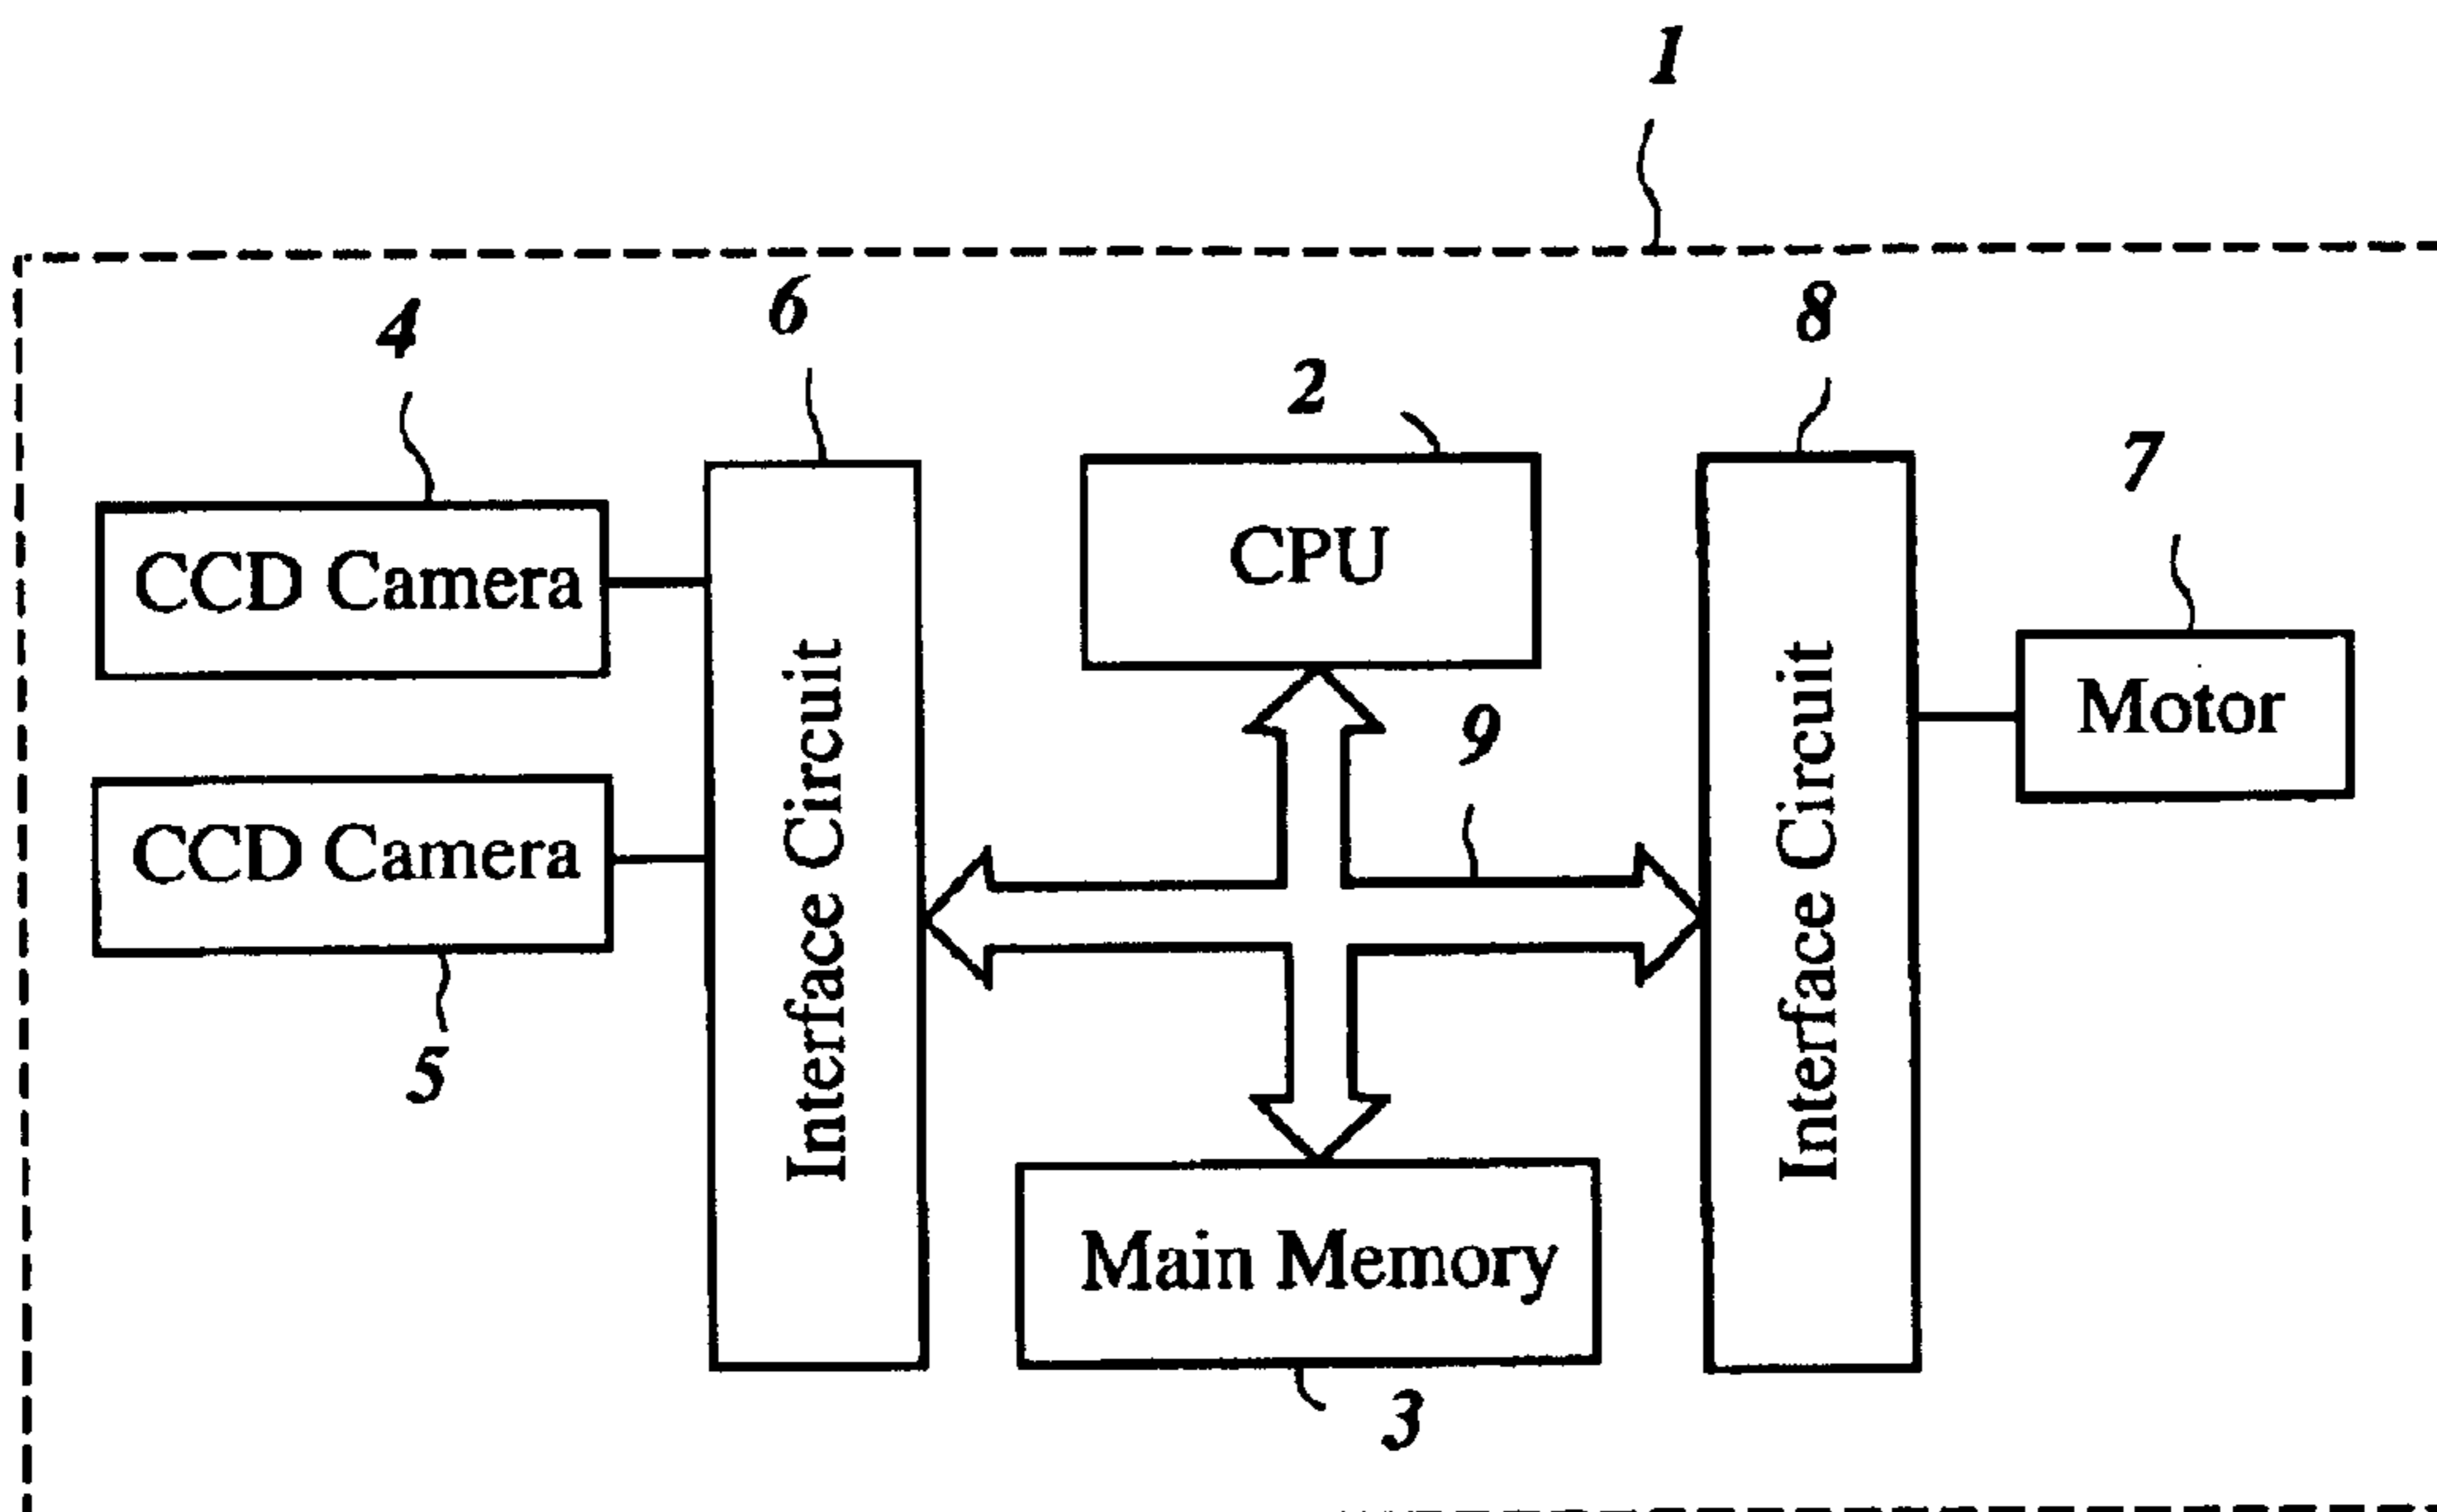 1
4
6
2
8
7
CCD Camera
CPU
Interface Circuit
Interface Circuit
Motor
9
CCD Camera
5
Main Memory
3